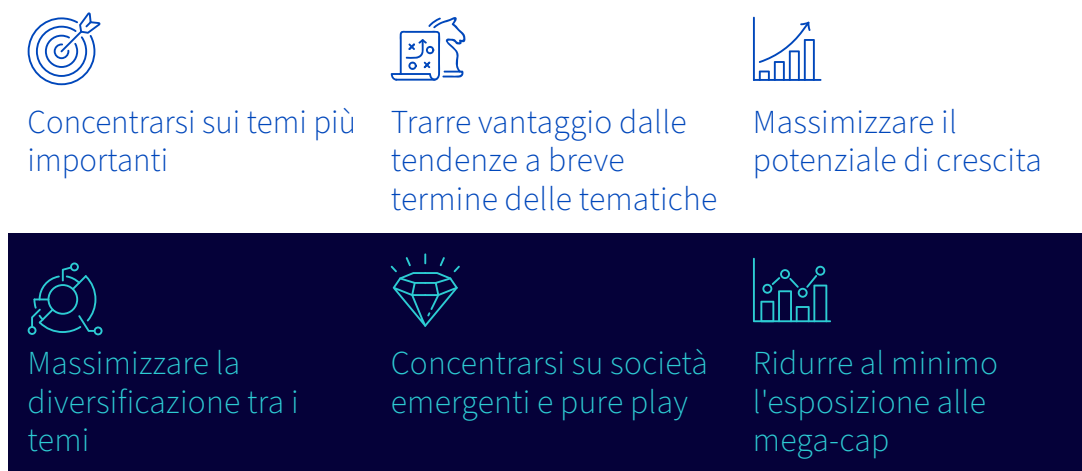 Concentrarsi sui temi più
importanti
Trarre vantaggio dalle
tendenze a breve
termine delle tematiche
Massimizzare il
potenziale di crescita
Massimizzare la
diversificazione tra i
temi
Concentrarsi su società
emergenti e pure play
Ridurre al minimo
l'esposizione alle
mega-cap